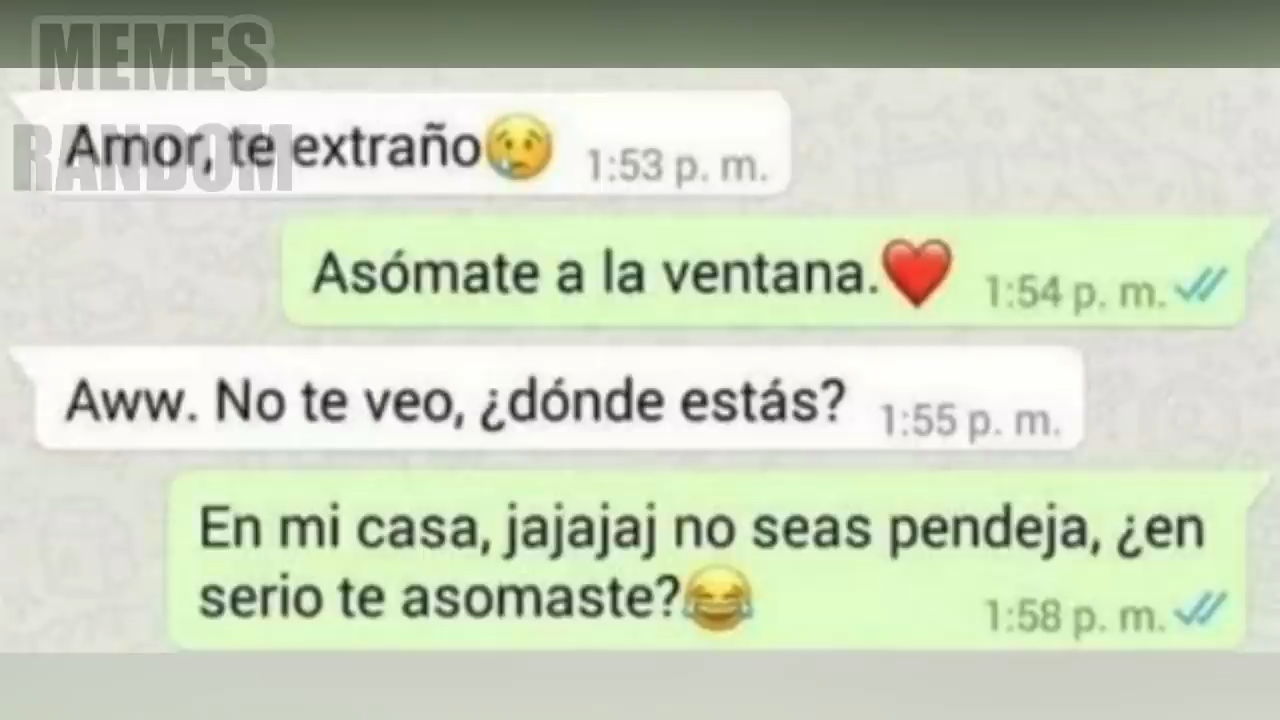 MEMES
RANDOM
Amor, te extraño😢 1:53 p. m.
Asómate a la ventana.❤️ 1:54 p. m.
Aww. No te veo, ¿dónde estás? 1:55 p. m.
En mi casa, jajajaj no seas pendeja, ¿en
serio te asomaste?😂 1:58 p. m.